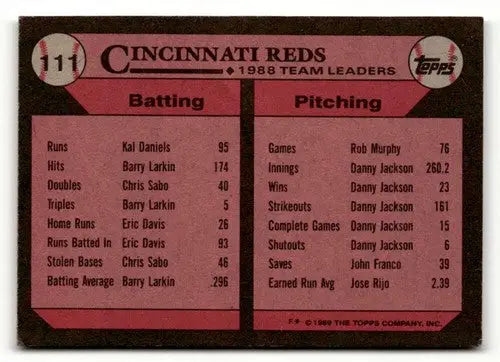 111
CINCINNATI REDS
◆ 1988 TEAM LEADERS
topps®
Batting
Runs Kal Daniels 95
Hits Barry Larkin 174
Doubles Chris Sabo 40
Triples Barry Larkin 5
Home Runs Eric Davis 26
Runs Batted In Eric Davis 93
Stolen Bases Chris Sabo 46
Batting Average Barry Larkin .296
Pitching
Games Rob Murphy 76
Innings Danny Jackson 260.2
Wins Danny Jackson 23
Strikeouts Danny Jackson 161
Complete Games Danny Jackson 15
Shutouts Danny Jackson 6
Saves John Franco 39
Earned Run Avg Jose Rijo 2.39
F* © 1989 THE TOPPS COMPANY, INC.